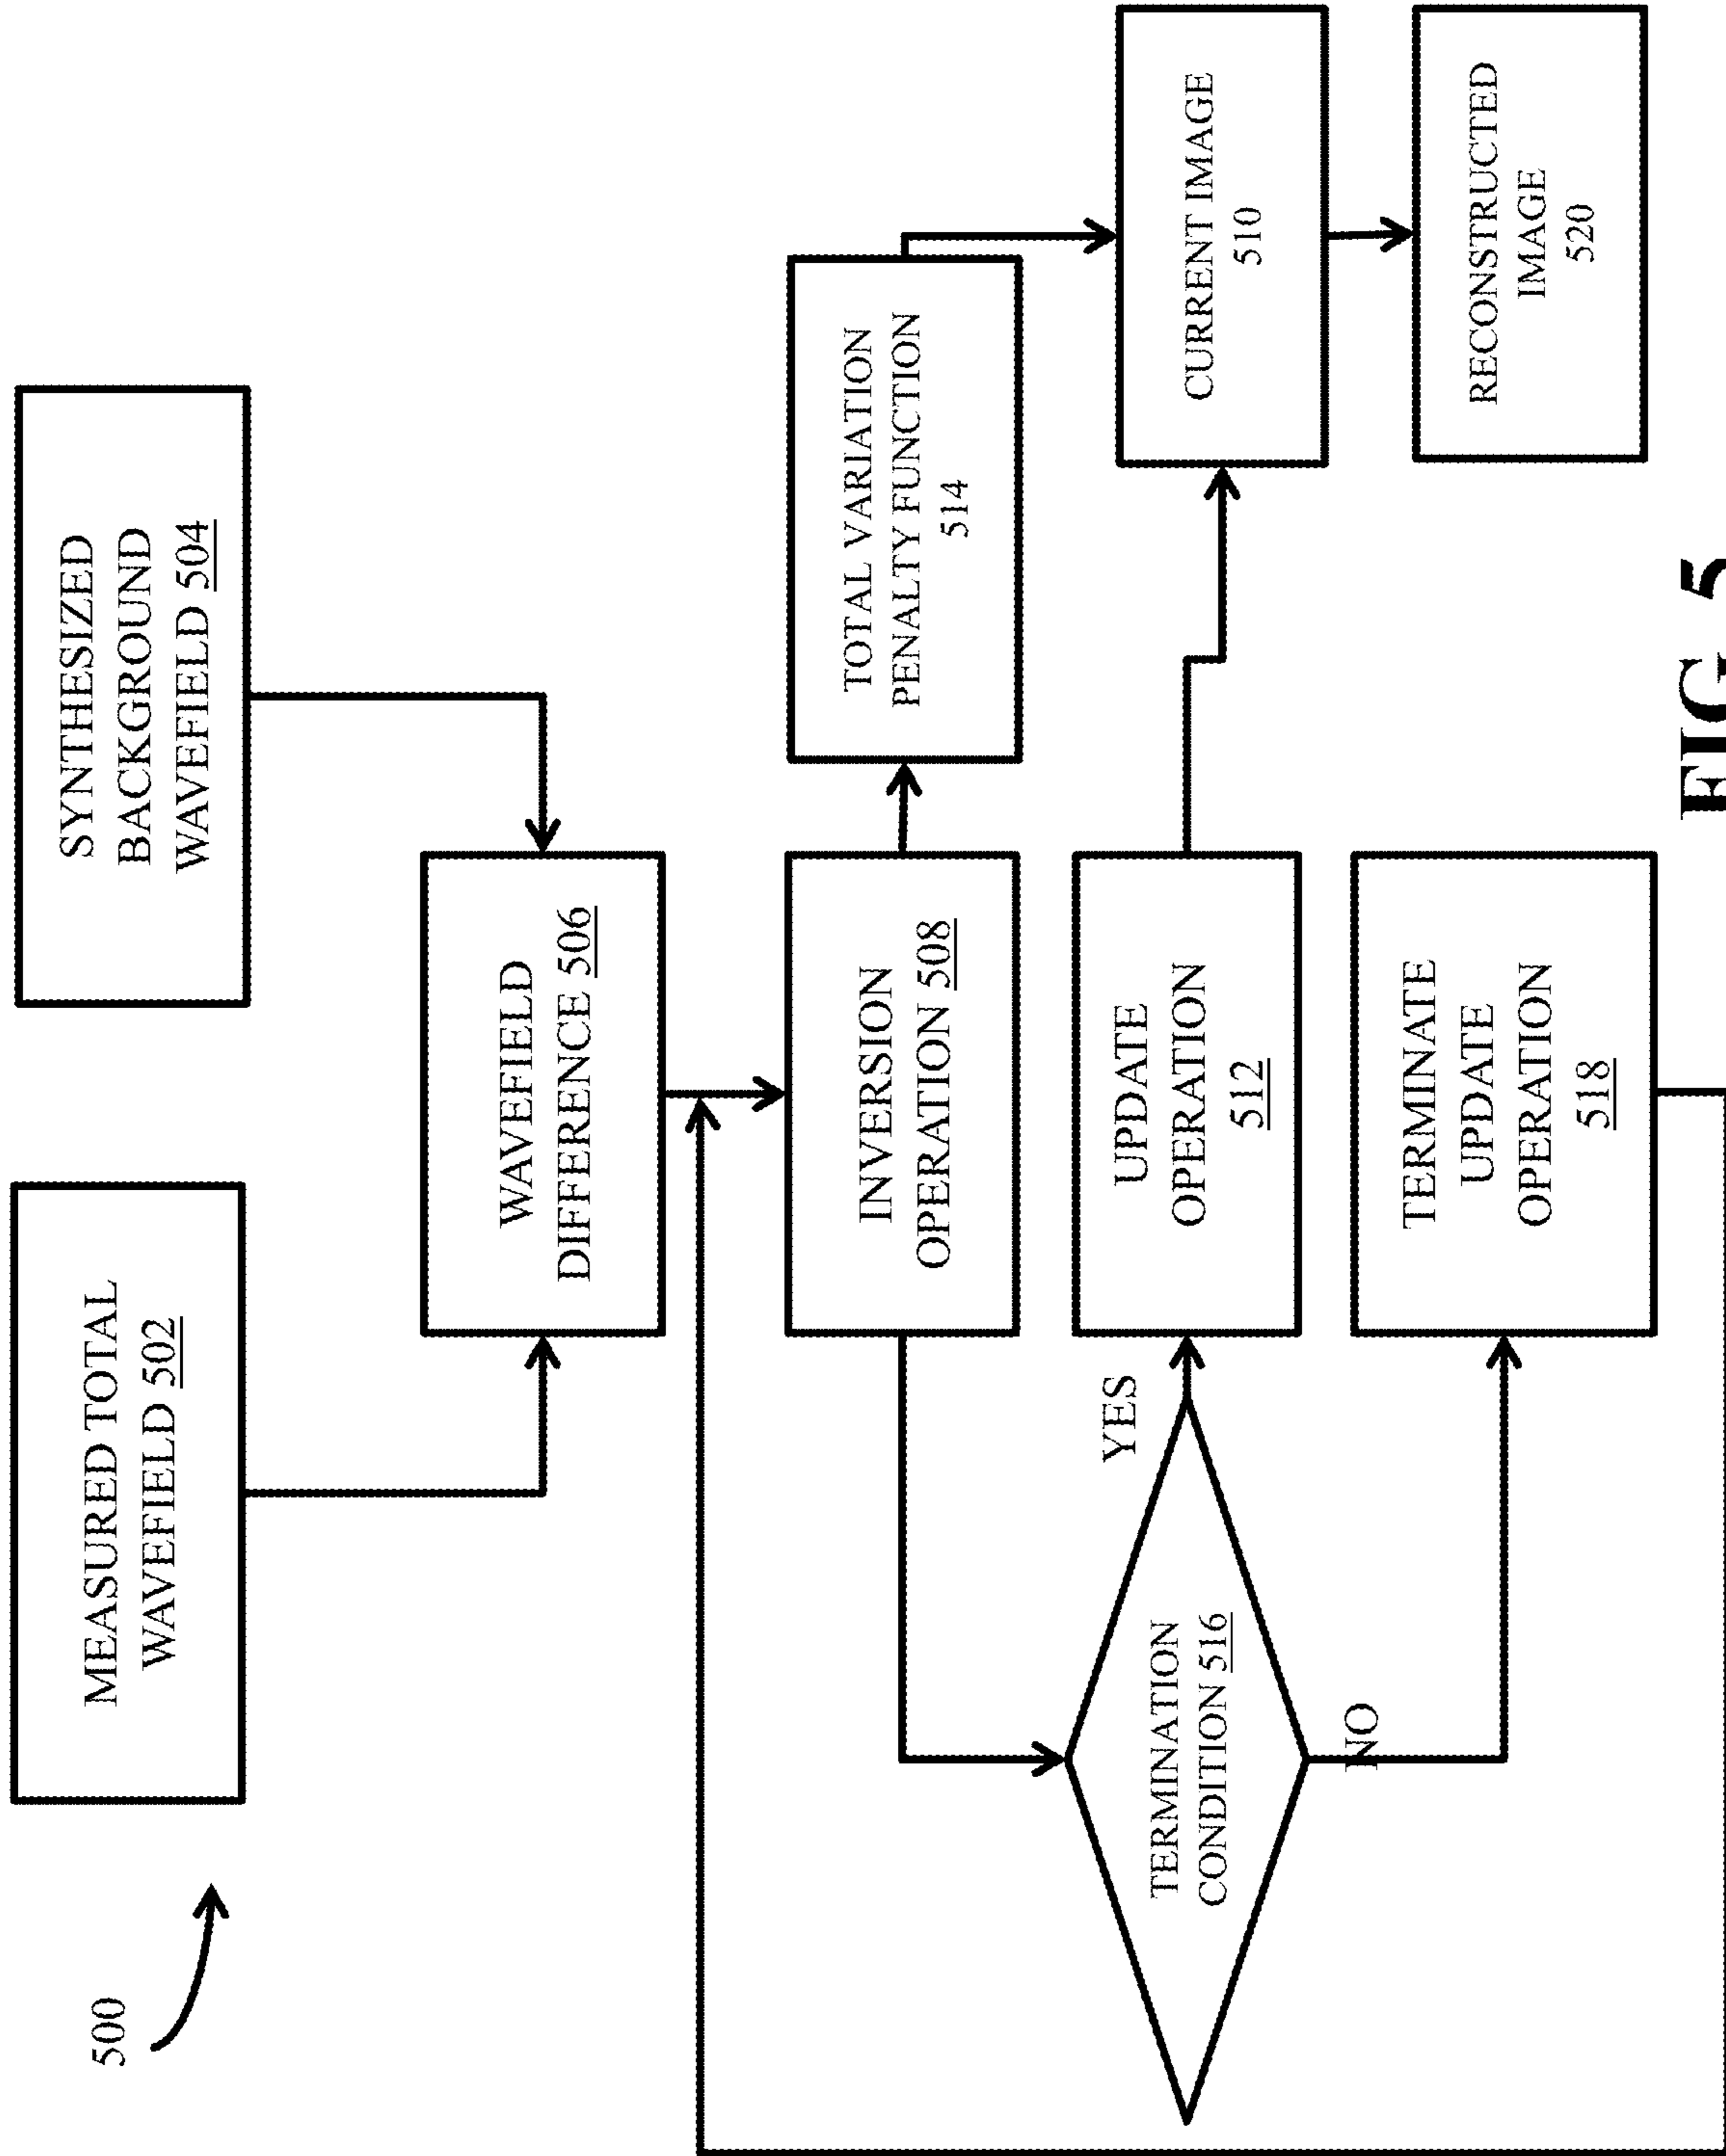 500
MEASURED TOTAL
WAVEFIELD 502
SYNTHESIZED
BACKGROUND
WAVEFIELD 504
WAVEFIELD
DIFFERENCE 506
INVERSION
OPERATION 508
TOTAL VARIATION
PENALTY FUNCTION
514
TERMINATION
CONDITION 516
YES
NO
UPDATE
OPERATION
512
CURRENT IMAGE
510
TERMINATE
UPDATE
OPERATION
518
RECONSTRUCTED
IMAGE
520
FIG. 5